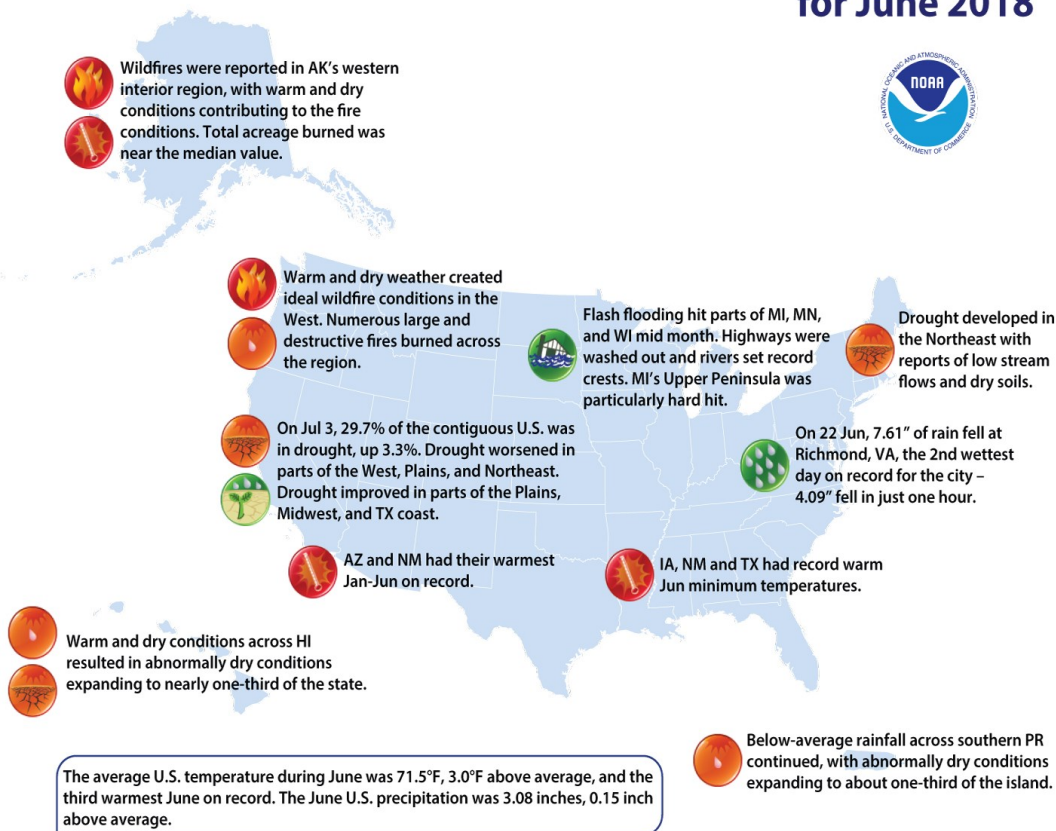 for June 2018
NATIONAL OCEANIC AND ATMOSPHERIC ADMINISTRATION
NOAA
U.S. DEPARTMENT OF COMMERCE
Wildfires were reported in AK's western
interior region, with warm and dry
conditions contributing to the fire
conditions. Total acreage burned was
near the median value.
Warm and dry weather created
ideal wildfire conditions in the
West. Numerous large and
destructive fires burned across
the region.
Flash flooding hit parts of MI, MN,
and WI mid month. Highways were
washed out and rivers set record
crests. MI's Upper Peninsula was
particularly hard hit.
Drought developed in
the Northeast with
reports of low stream
flows and dry soils.
On Jul 3, 29.7% of the contiguous U.S. was
in drought, up 3.3%. Drought worsened in
parts of the West, Plains, and Northeast.
Drought improved in parts of the Plains,
Midwest, and TX coast.
On 22 Jun, 7.61" of rain fell at
Richmond, VA, the 2nd wettest
day on record for the city –
4.09" fell in just one hour.
AZ and NM had their warmest
Jan-Jun on record.
IA, NM and TX had record warm
Jun minimum temperatures.
Warm and dry conditions across HI
resulted in abnormally dry conditions
expanding to nearly one-third of the state.
Below-average rainfall across southern PR
continued, with abnormally dry conditions
expanding to about one-third of the island.
The average U.S. temperature during June was 71.5°F, 3.0°F above average, and the
third warmest June on record. The June U.S. precipitation was 3.08 inches, 0.15 inch
above average.